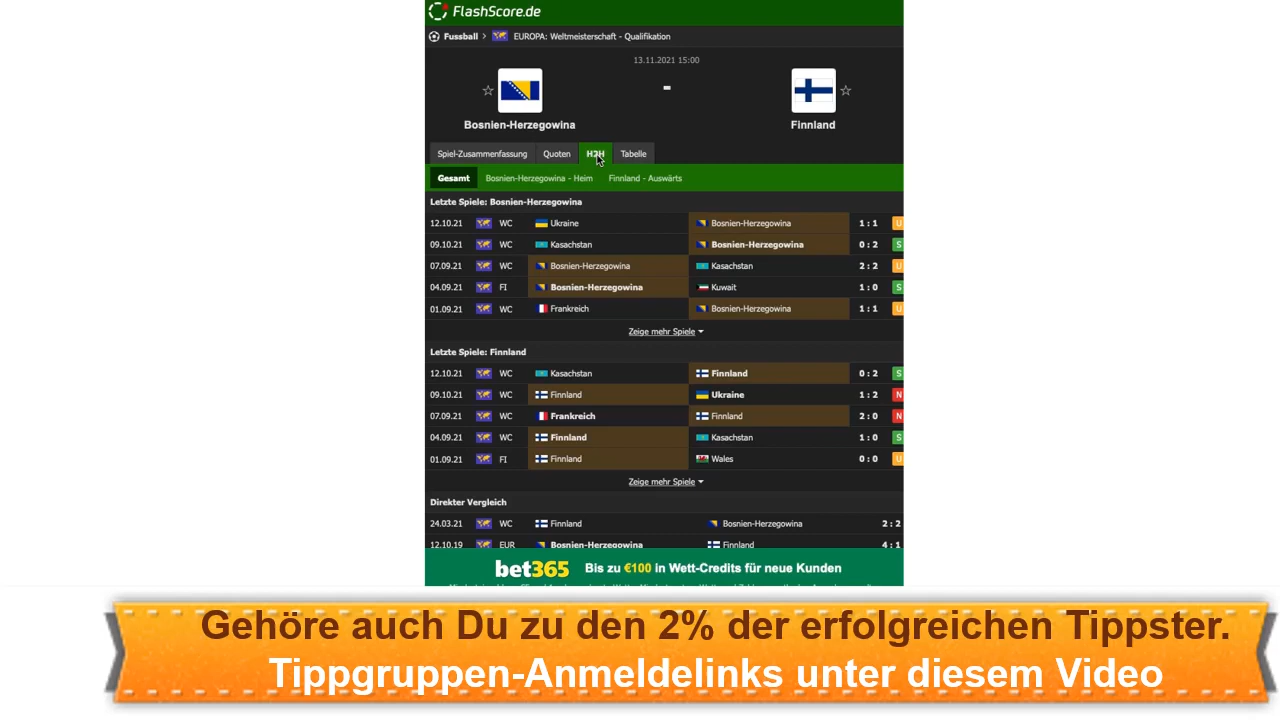 FlashScore.de
Fussball > EUROPA: Weltmeisterschaft - Qualifikation
13.11.2021 15:00
-
Bosnien-Herzegowina Finnland
Spiel-Zusammenfassung Quoten H2H Tabelle
Gesamt Bosnien-Herzegowina - Heim Finnland - Auswärts
Letzte Spiele: Bosnien-Herzegowina
12.10.21 WC Ukraine Bosnien-Herzegowina 1 : 1 U
09.10.21 WC Kasachstan Bosnien-Herzegowina 0 : 2 S
07.09.21 WC Bosnien-Herzegowina Kasachstan 2 : 2 U
04.09.21 FI Bosnien-Herzegowina Kuwait 1 : 0 S
01.09.21 WC Frankreich Bosnien-Herzegowina 1 : 1 U
Zeige mehr Spiele
Letzte Spiele: Finnland
12.10.21 WC Kasachstan Finnland 0 : 2 S
09.10.21 WC Finnland Ukraine 1 : 2 N
07.09.21 WC Frankreich Finnland 2 : 0 N
04.09.21 WC Finnland Kasachstan 1 : 0 S
01.09.21 FI Finnland Wales 0 : 0 U
Zeige mehr Spiele
Direkter Vergleich
24.03.21 WC Finnland Bosnien-Herzegowina 2 : 2
12.10.19 EUR Bosnien-Herzegowina Finnland 4 : 1
bet365 Bis zu €100 in Wett-Credits für neue Kunden
Gehöre auch Du zu den 2% der erfolgreichen Tippster.
Tippgruppen-Anmeldelinks unter diesem Video